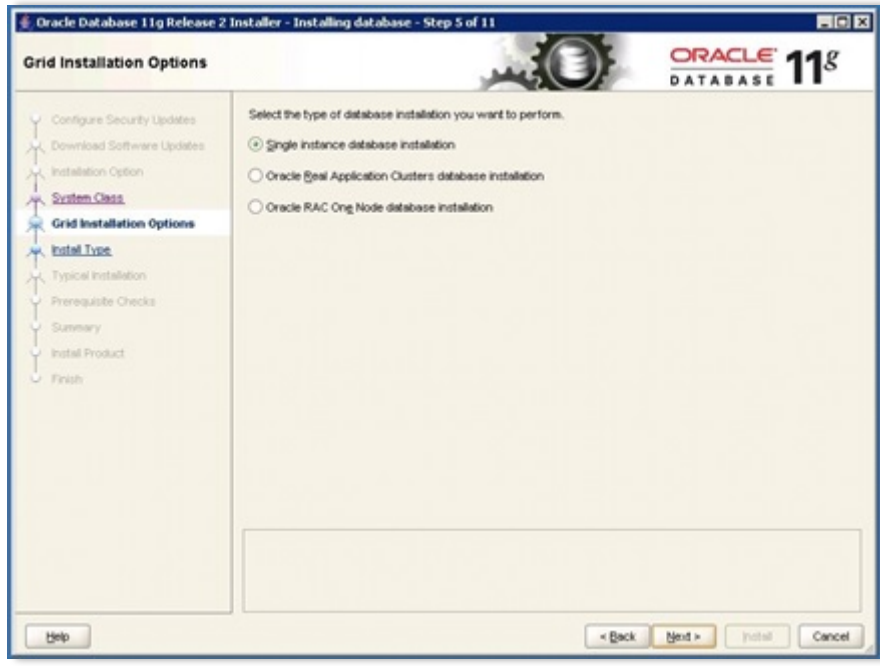 Oracle Database 11g Release 2 Installer - Installing database - Step 5 of 11
Grid Installation Options
ORACLE
DATABASE
11g
Configure Security Updates
Download Software Updates
Installation Option
System Class
Grid Installation Options
Install Type
Typical Installation
Prerequisite Checks
Summary
Install Product
Finish
Select the type of database installation you want to perform.
Single instance database installation
Oracle Real Application Clusters database installation
Oracle RAC One Node database installation
Help
< Back
Next >
Install
Cancel